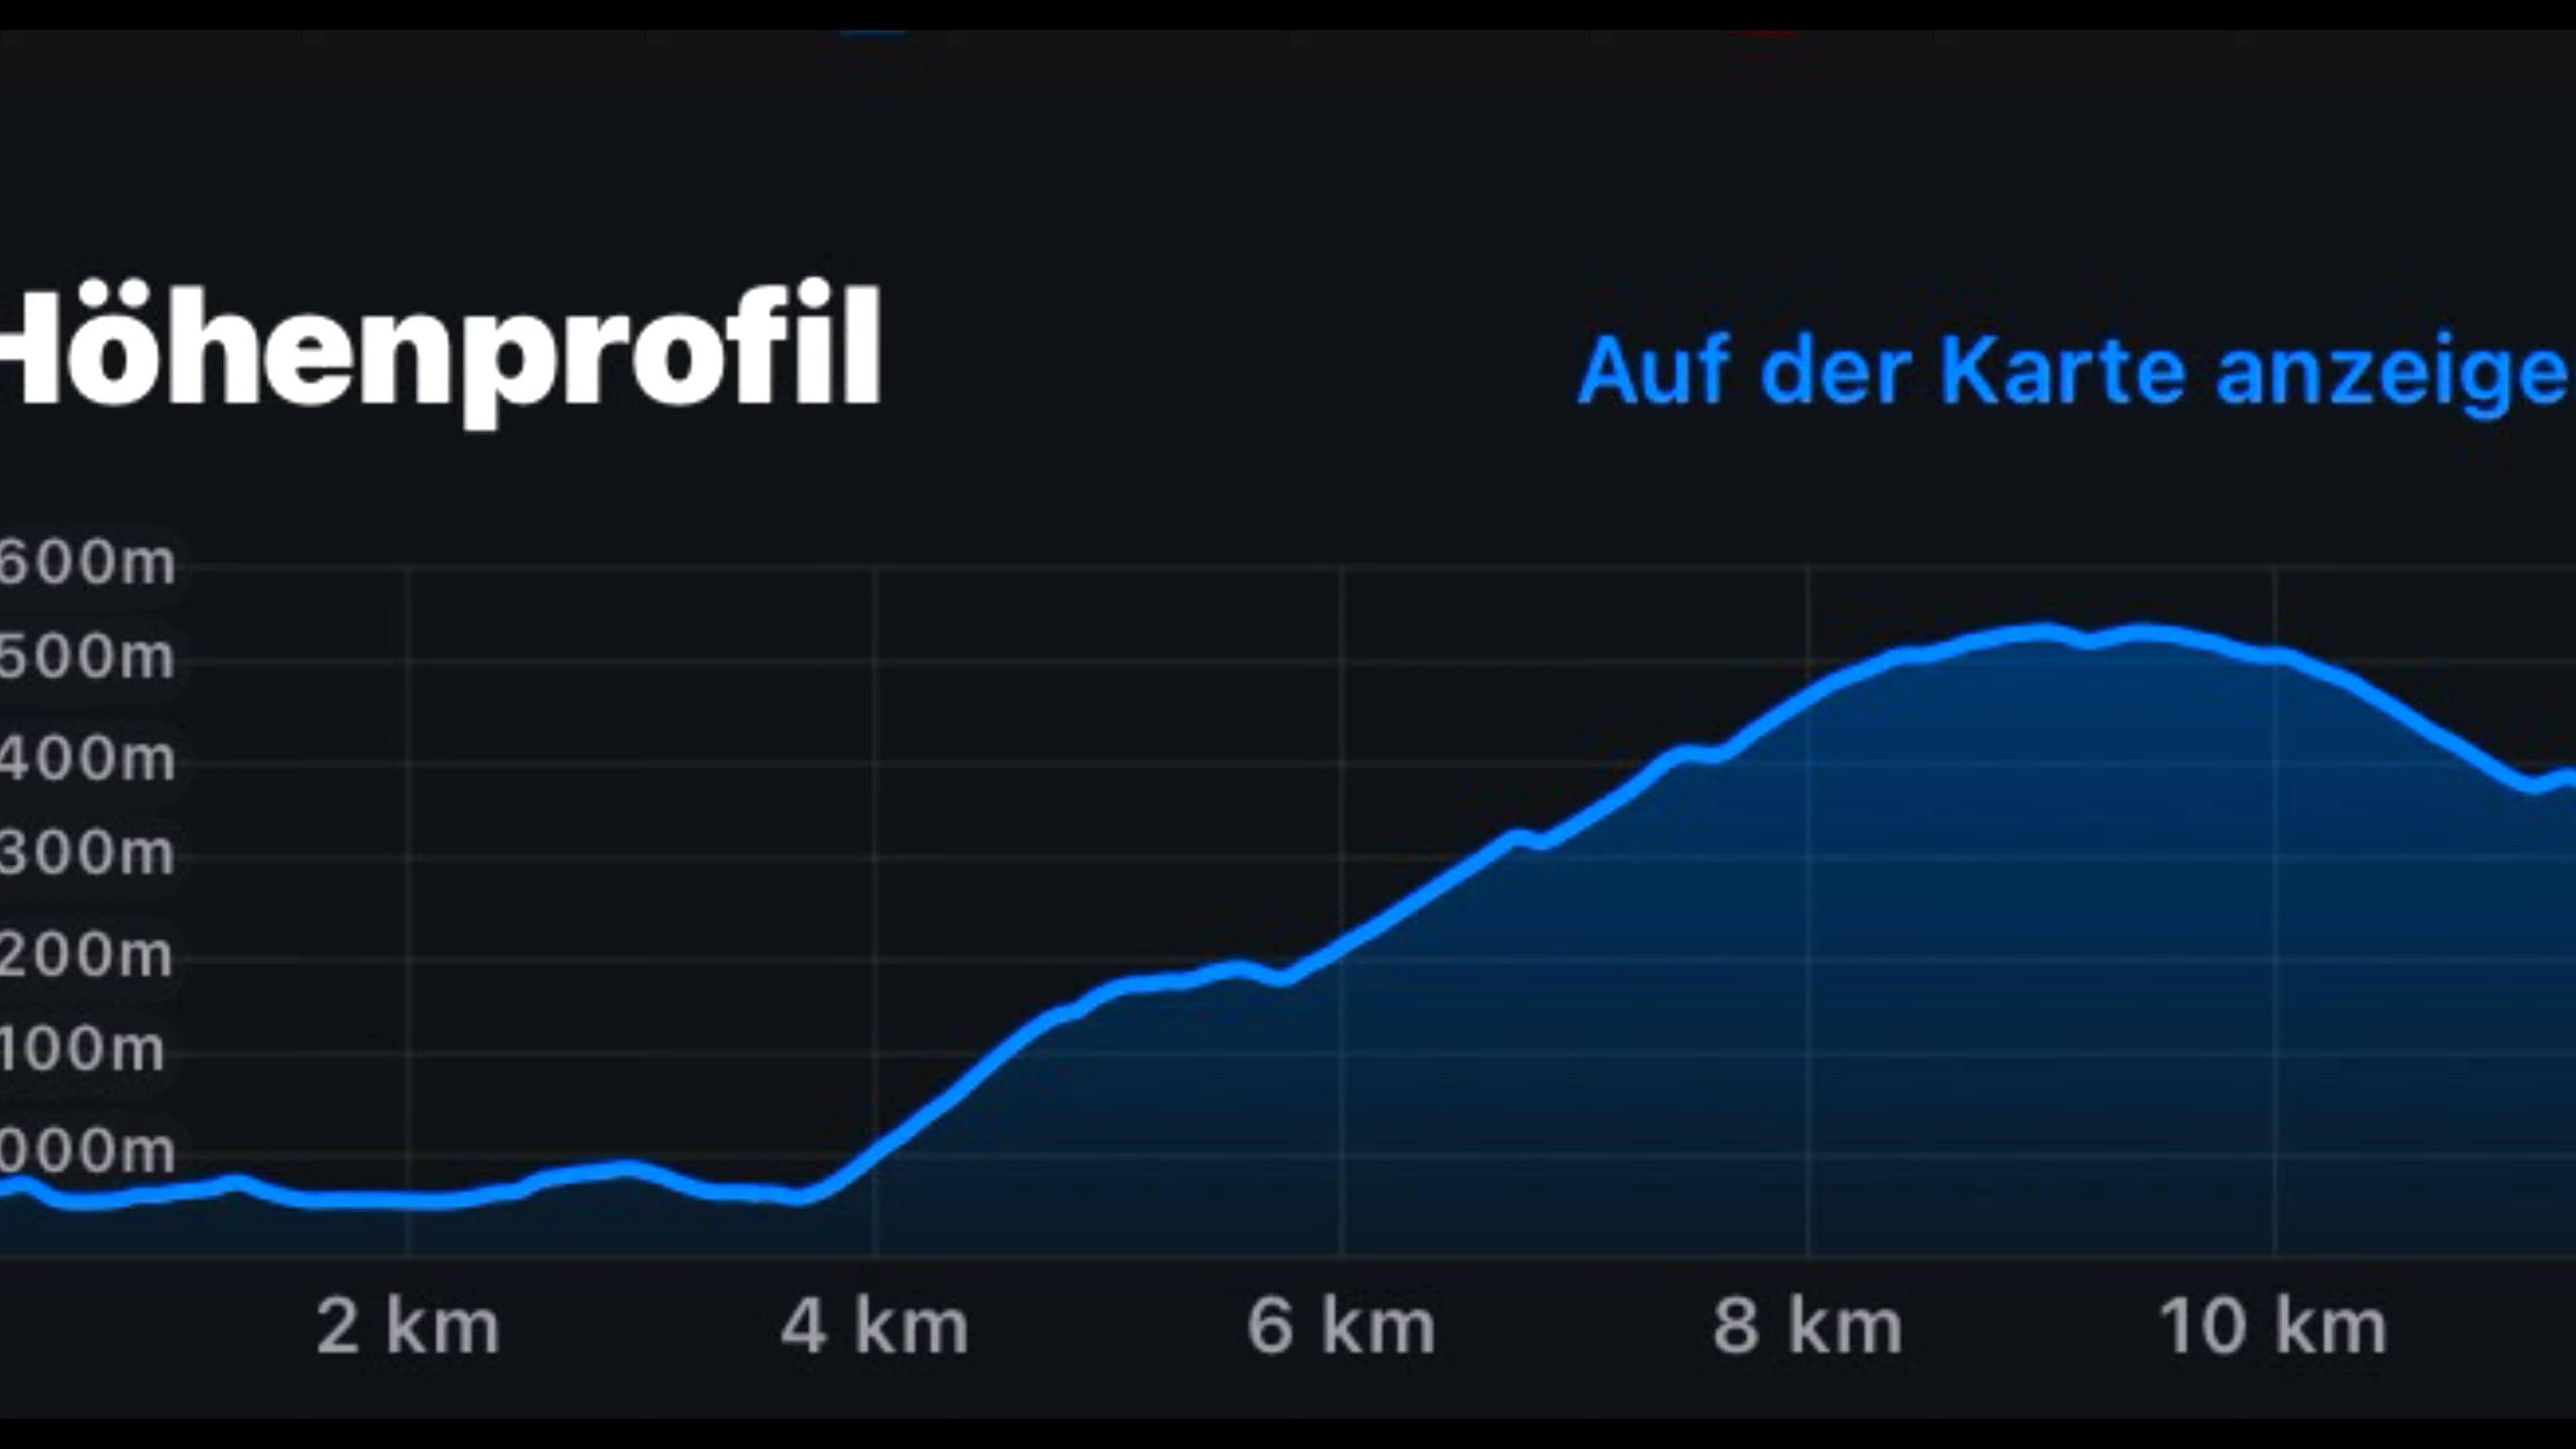 Höhenprofil
Auf der Karte anzeige
600m
500m
400m
300m
200m
100m
000m
2 km
4 km
6 km
8 km
10 km